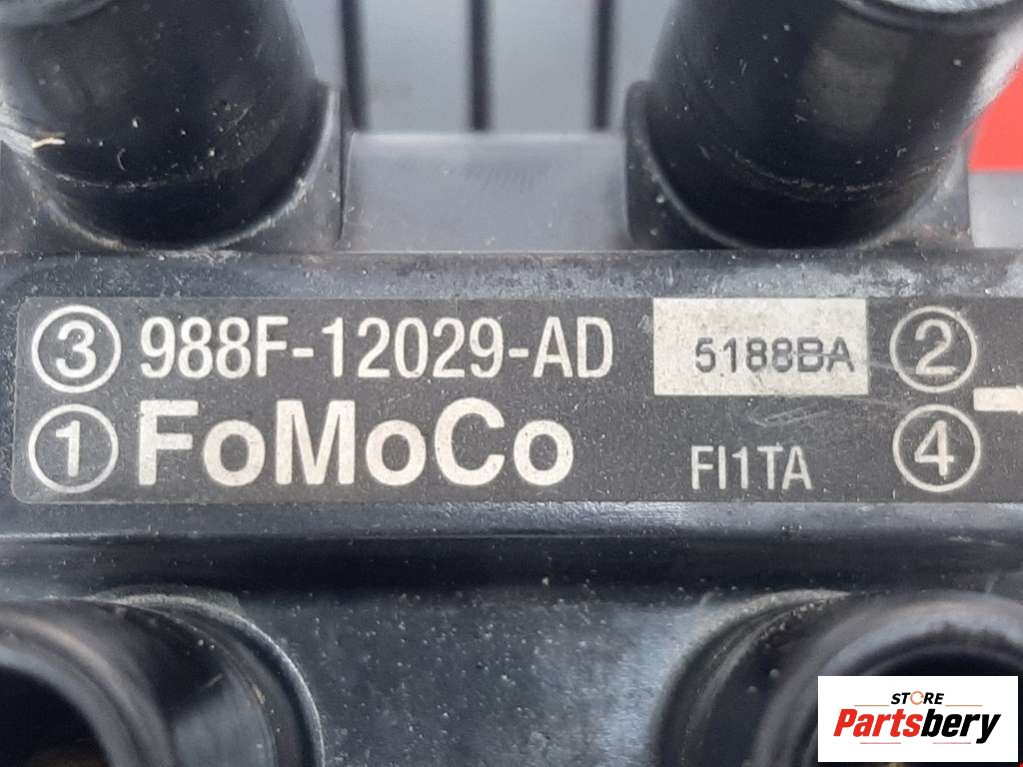 ③ 988F-12029-AD 5188BA ②
① FoMoCo FI1TA ④
STORE
Partsbery